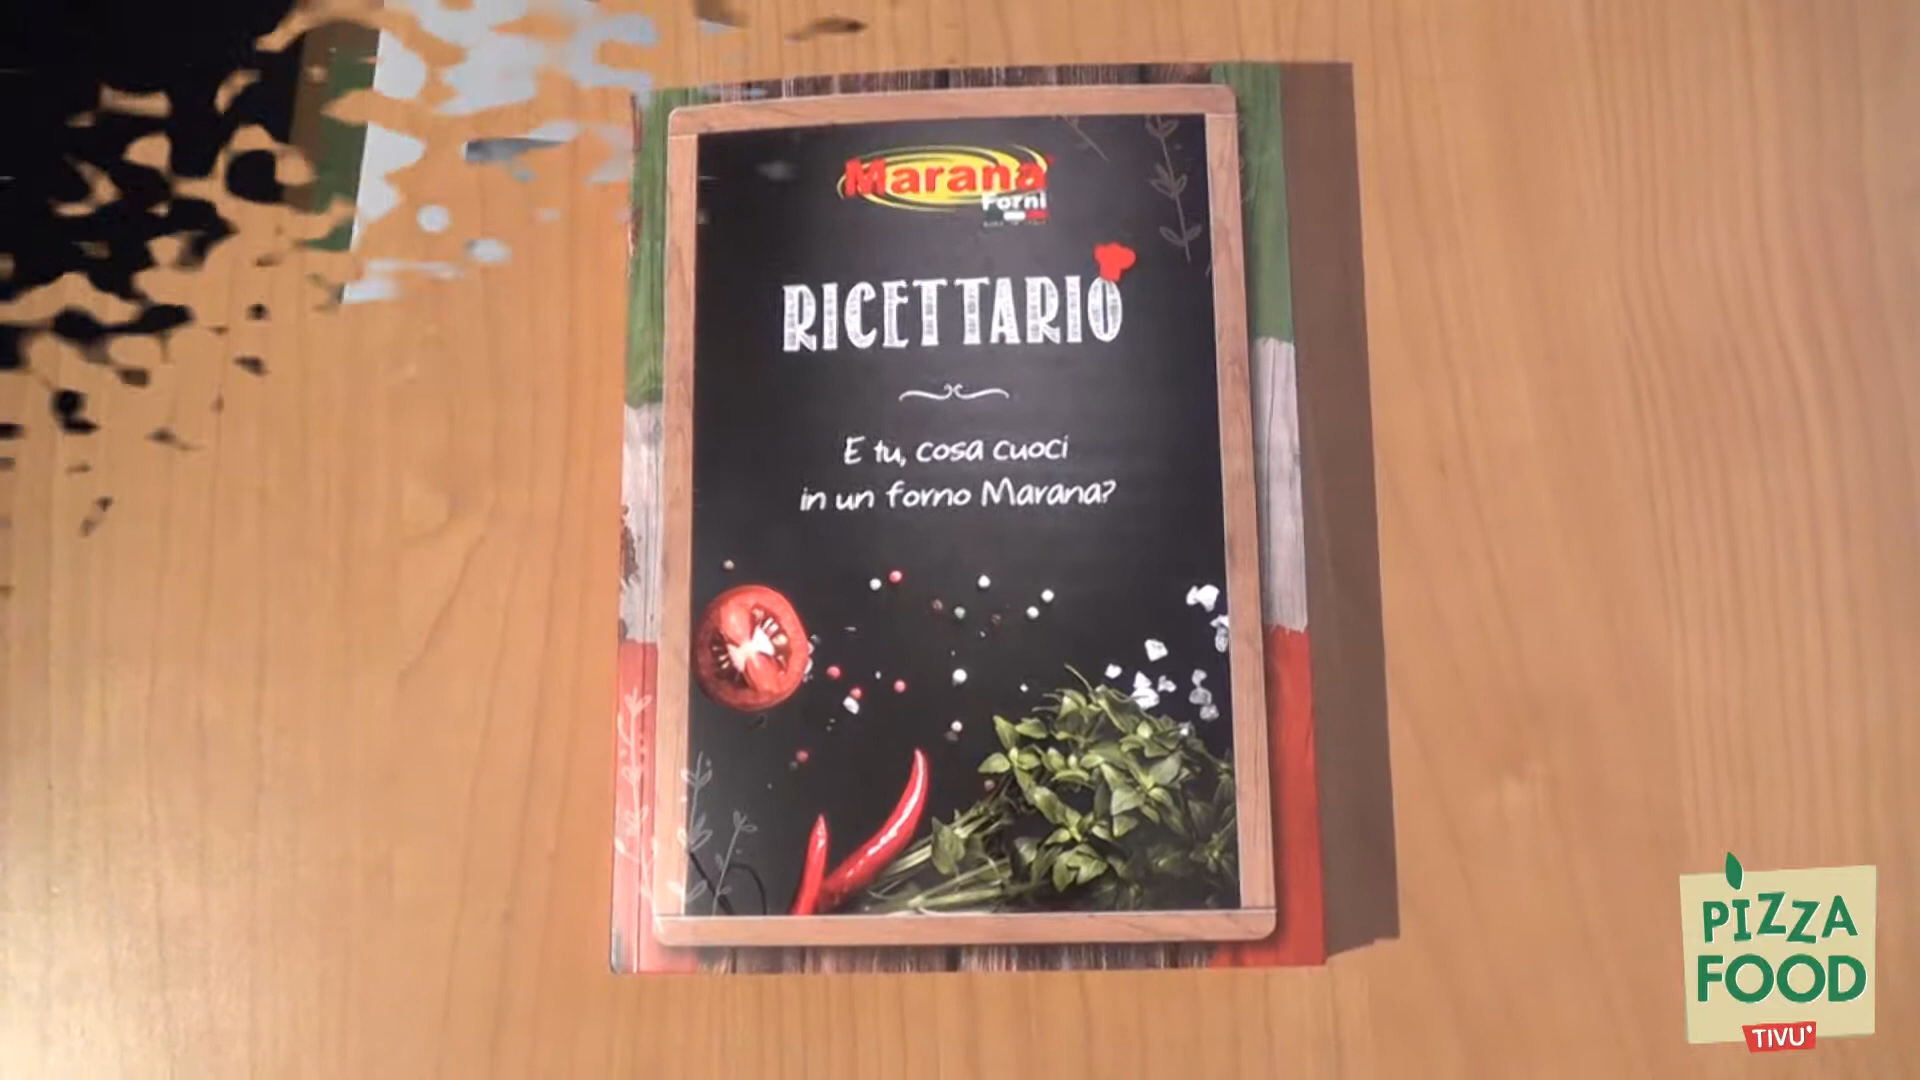 Marana
Forni
RICETTARIO
E tu, cosa cuoci
in un forno Marana?
PIZZA
FOOD
TIVU'